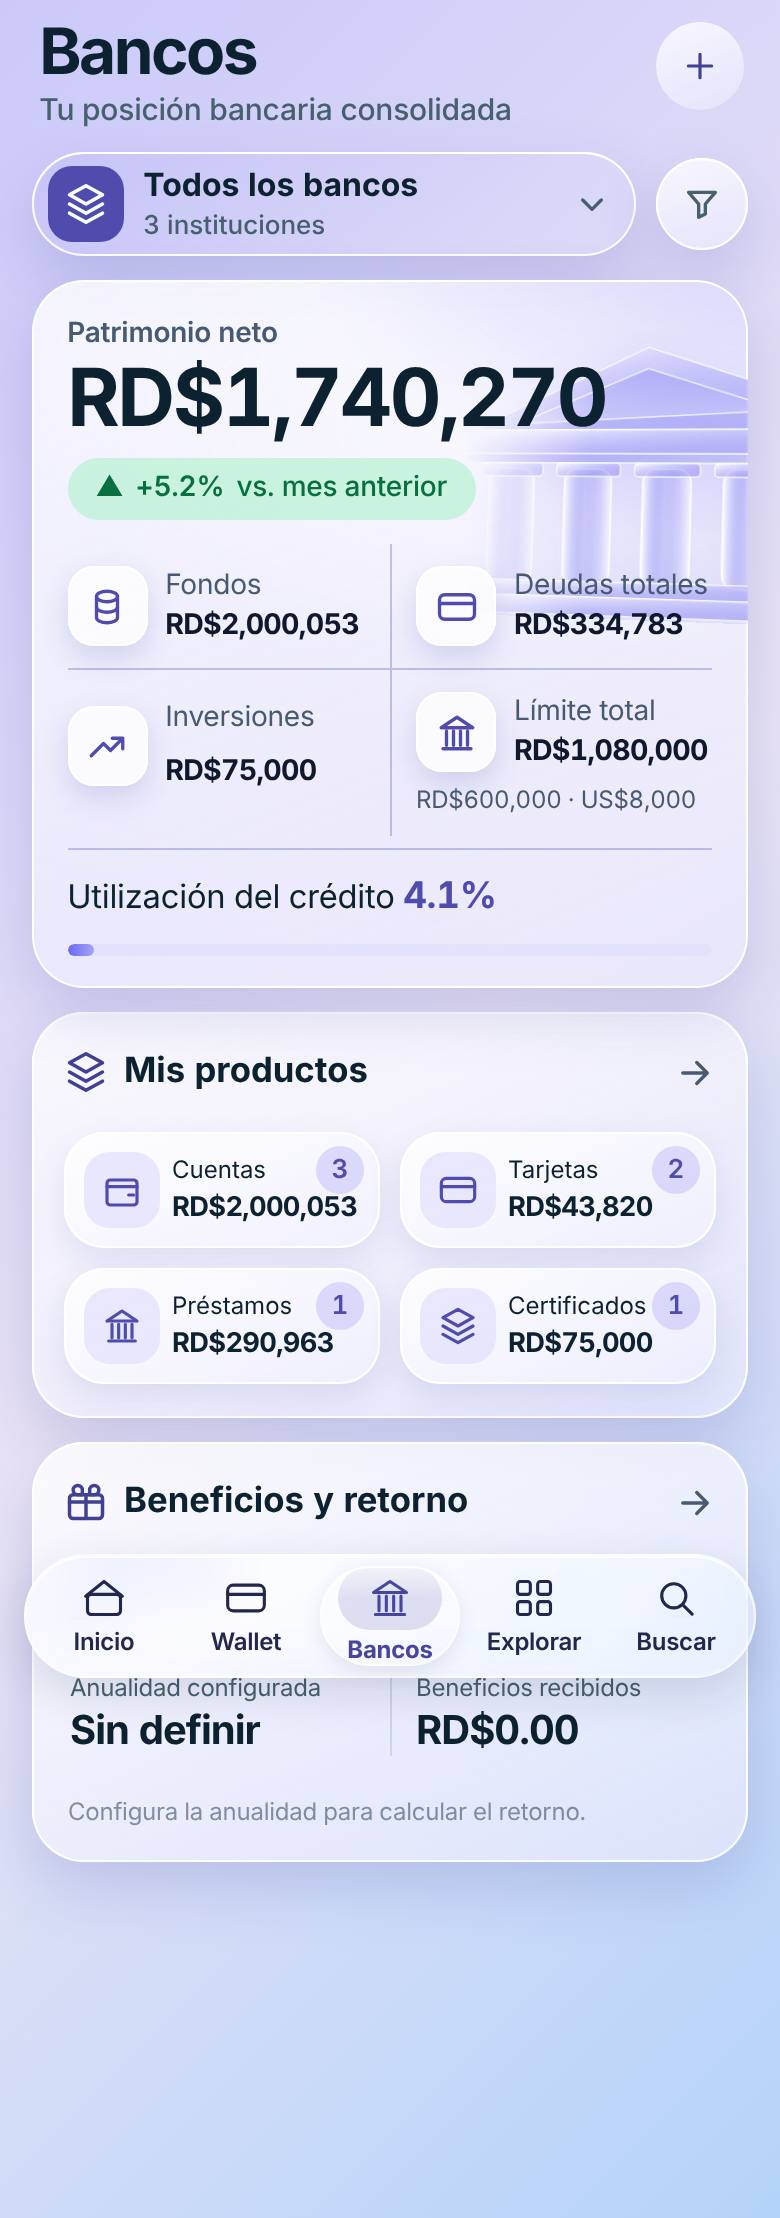 Bancos
Tu posición bancaria consolidada
Todos los bancos
3 instituciones
Patrimonio neto
RD$1,740,270
▲ +5.2% vs. mes anterior
Fondos
RD$2,000,053
Deudas totales
RD$334,783
Inversiones
RD$75,000
Límite total
RD$1,080,000
RD$600,000 · US$8,000
Utilización del crédito 4.1%
Mis productos
Cuentas 3
RD$2,000,053
Tarjetas 2
RD$43,820
Préstamos 1
RD$290,963
Certificados 1
RD$75,000
Beneficios y retorno
Inicio
Wallet
Bancos
Explorar
Buscar
Anualidad configurada
Sin definir
Beneficios recibidos
RD$0.00
Configura la anualidad para calcular el retorno.